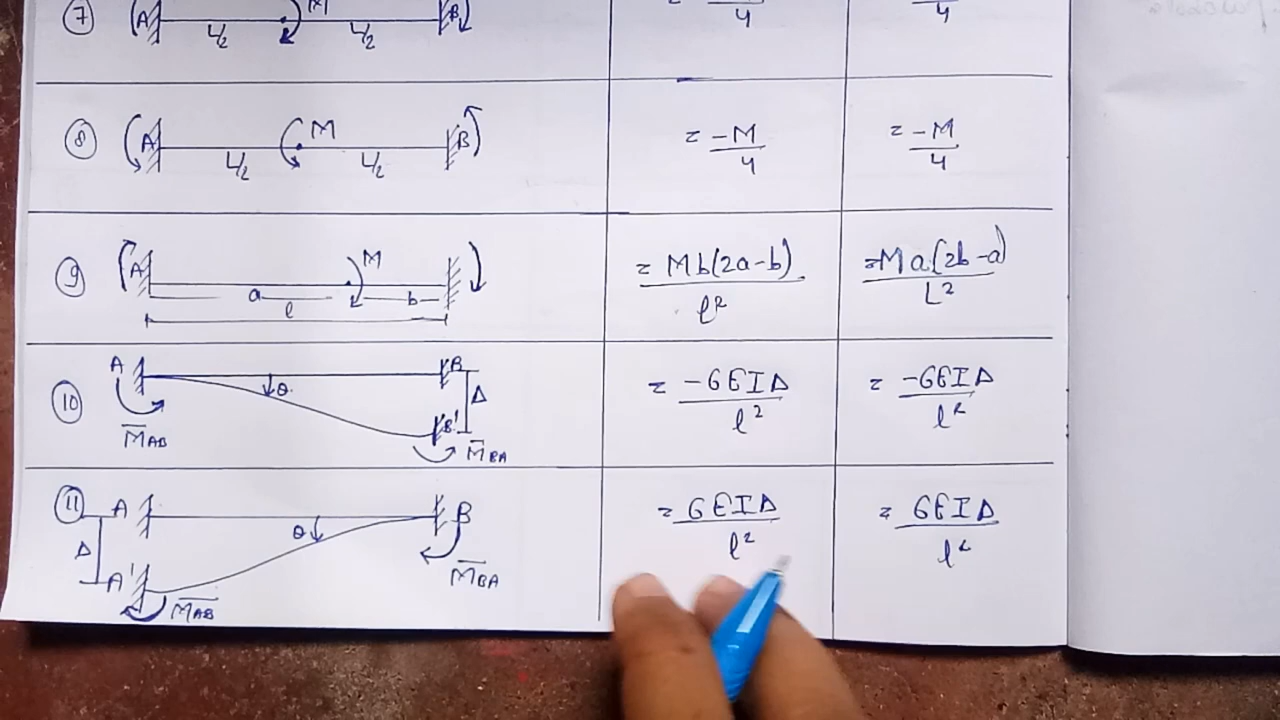 ⑦ A M B L/2 L/2 = /4 /4
⑧ A M B L/2 L/2 = -M/4 = -M/4
⑨ A M a b l = Mb(2a-b)/l² = Ma(2b-a)/L²
⑩ A B θ Δ B' M̅AB M̅BA = -6EIΔ/l² = -6EIΔ/l²
⑪ A B θ Δ A' M̅AB M̅BA = 6EIΔ/l² = 6EIΔ/l²